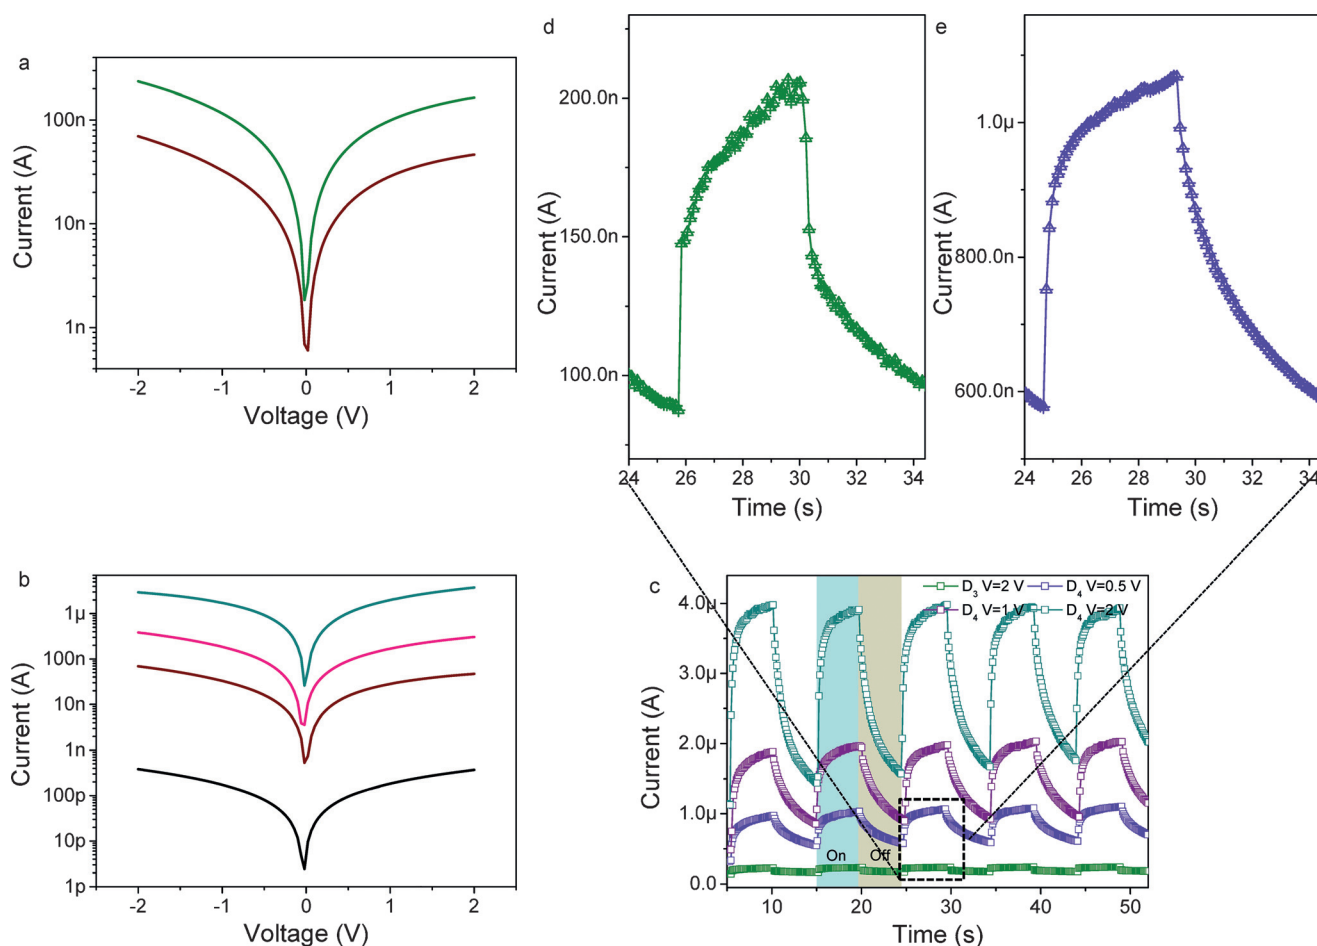 a
100n
10n
1n
Current (A)
-2 -1 0 1 2
Voltage (V)
b
1µ
100n
10n
1n
100p
10p
1p
Current (A)
-2 -1 0 1 2
Voltage (V)
d
200.0n
150.0n
100.0n
Current (A)
24 26 28 30 32 34
Time (s)
e
1.0µ
800.0n
600.0n
Current (A)
24 26 28 30 32 34
Time (s)
c
D3 V=2 V D4 V=0.5 V
D4 V=1 V D4 V=2 V
4.0µ
3.0µ
2.0µ
1.0µ
0.0
Current (A)
On Off
10 20 30 40 50
Time (s)